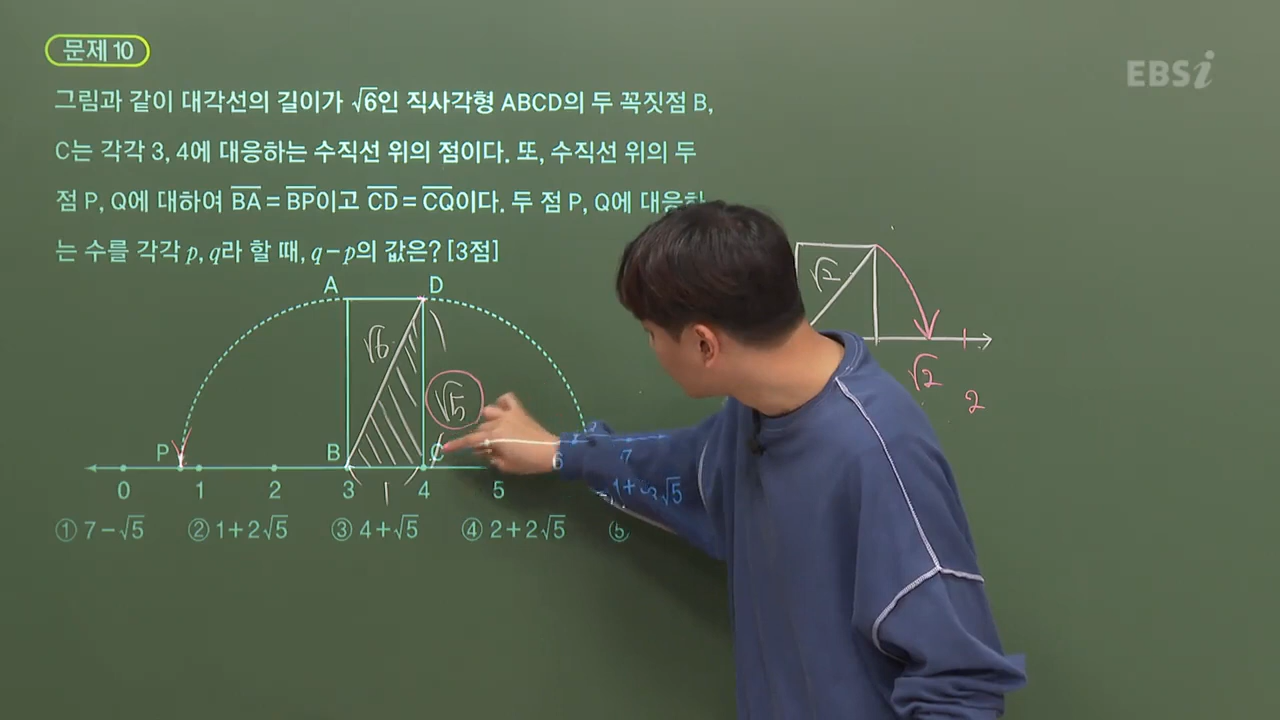 문제 10
EBSi
그림과 같이 대각선의 길이가 √6인 직사각형 ABCD의 두 꼭짓점 B,
C는 각각 3, 4에 대응하는 수직선 위의 점이다. 또, 수직선 위의 두
점 P, Q에 대하여 BA = BP이고 CD = CQ이다. 두 점 P, Q에 대응하
는 수를 각각 p, q라 할 때, q-p의 값은? [3점]
A D
√2
√6
√5
√2
2
P B C
6 7
0 1 2 3 1 4 5
① 7-√5 ② 1+2√5 ③ 4+√5 ④ 2+2√5 ⑤